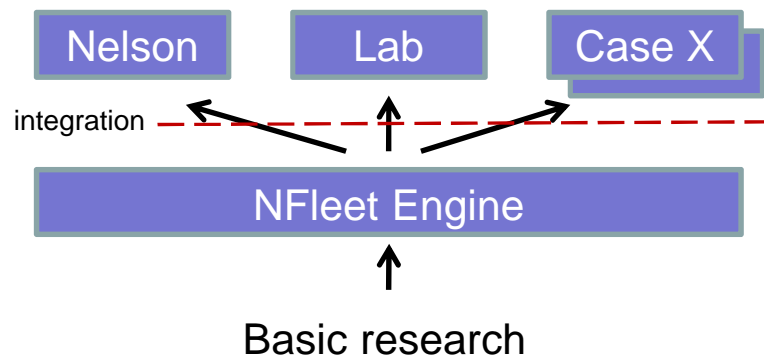 Nelson
Lab
Case X
integration
NFleet Engine
Basic research